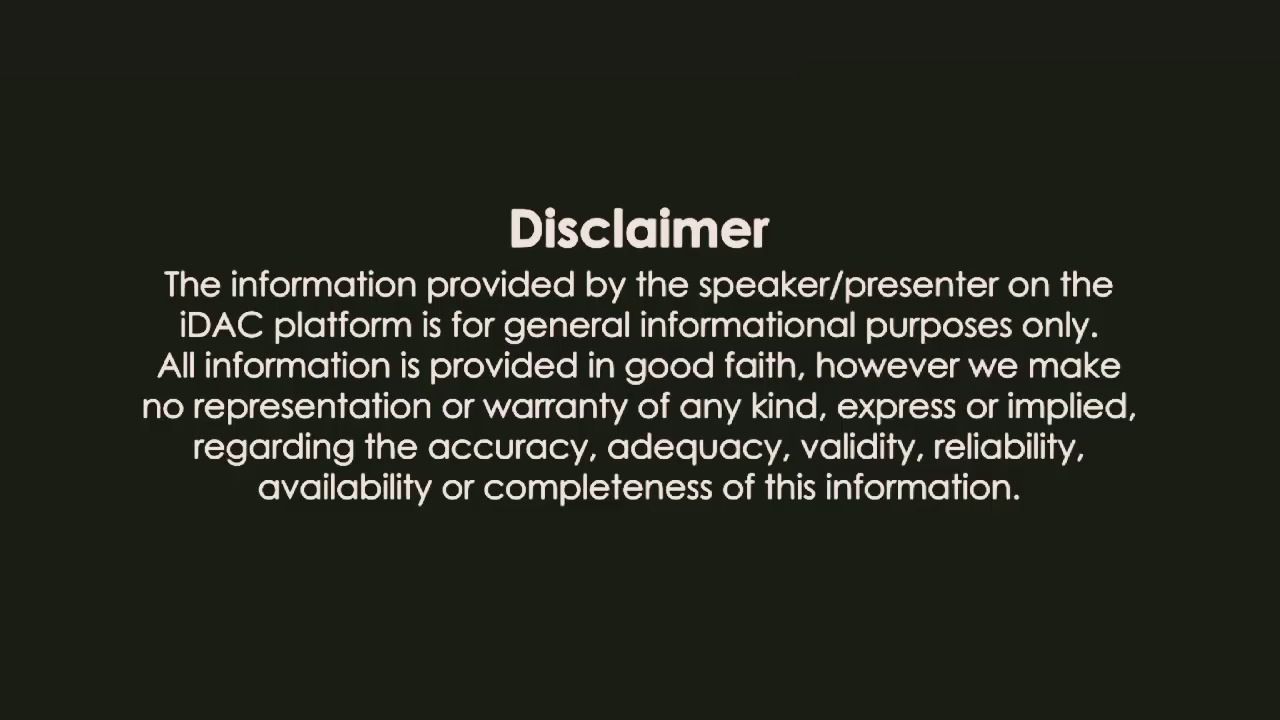 Disclaimer
The information provided by the speaker/presenter on the
iDAC platform is for general informational purposes only.
All information is provided in good faith, however we make
no representation or warranty of any kind, express or implied,
regarding the accuracy, adequacy, validity, reliability,
availability or completeness of this information.